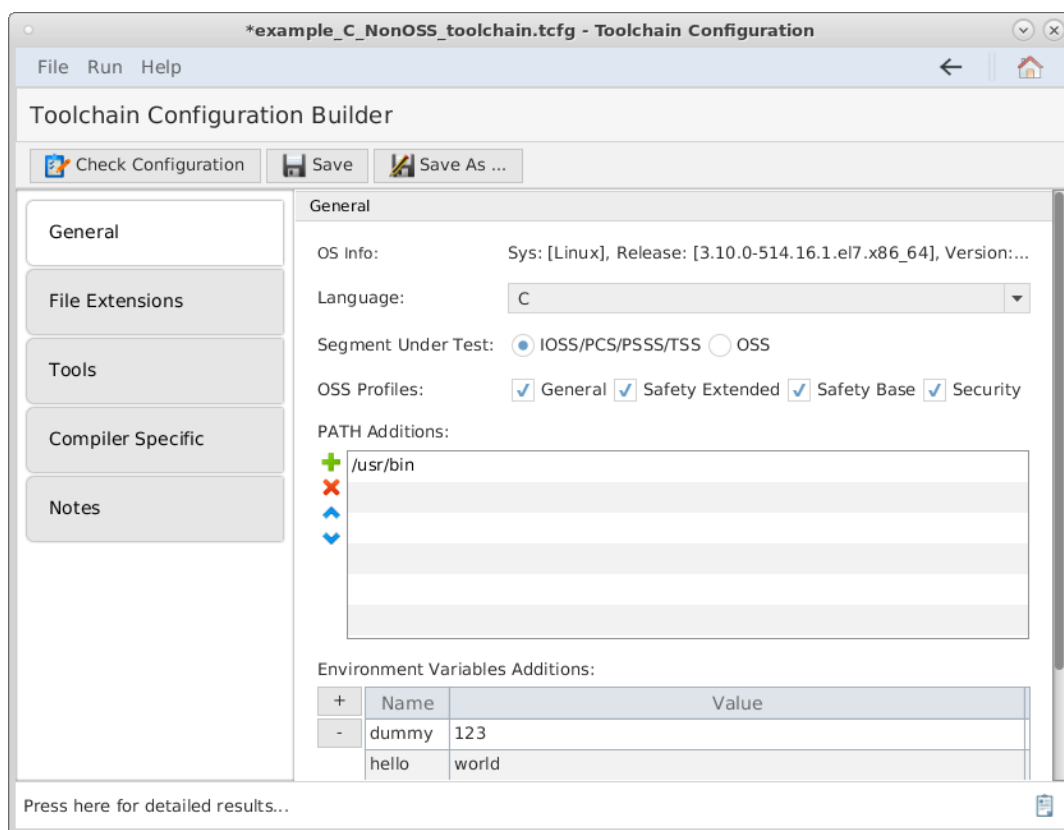 *example_C_NonOSS_toolchain.tcfg - Toolchain Configuration
File Run Help
Toolchain Configuration Builder
Check Configuration Save Save As ...
General
File Extensions
Tools
Compiler Specific
Notes
General
OS Info: Sys: [Linux], Release: [3.10.0-514.16.1.el7.x86_64], Version:...
Language: C
Segment Under Test: IOSS/PCS/PSSS/TSS OSS
OSS Profiles: General Safety Extended Safety Base Security
PATH Additions:
/usr/bin
Environment Variables Additions:
+ Name Value
- dummy 123
hello world
Press here for detailed results...